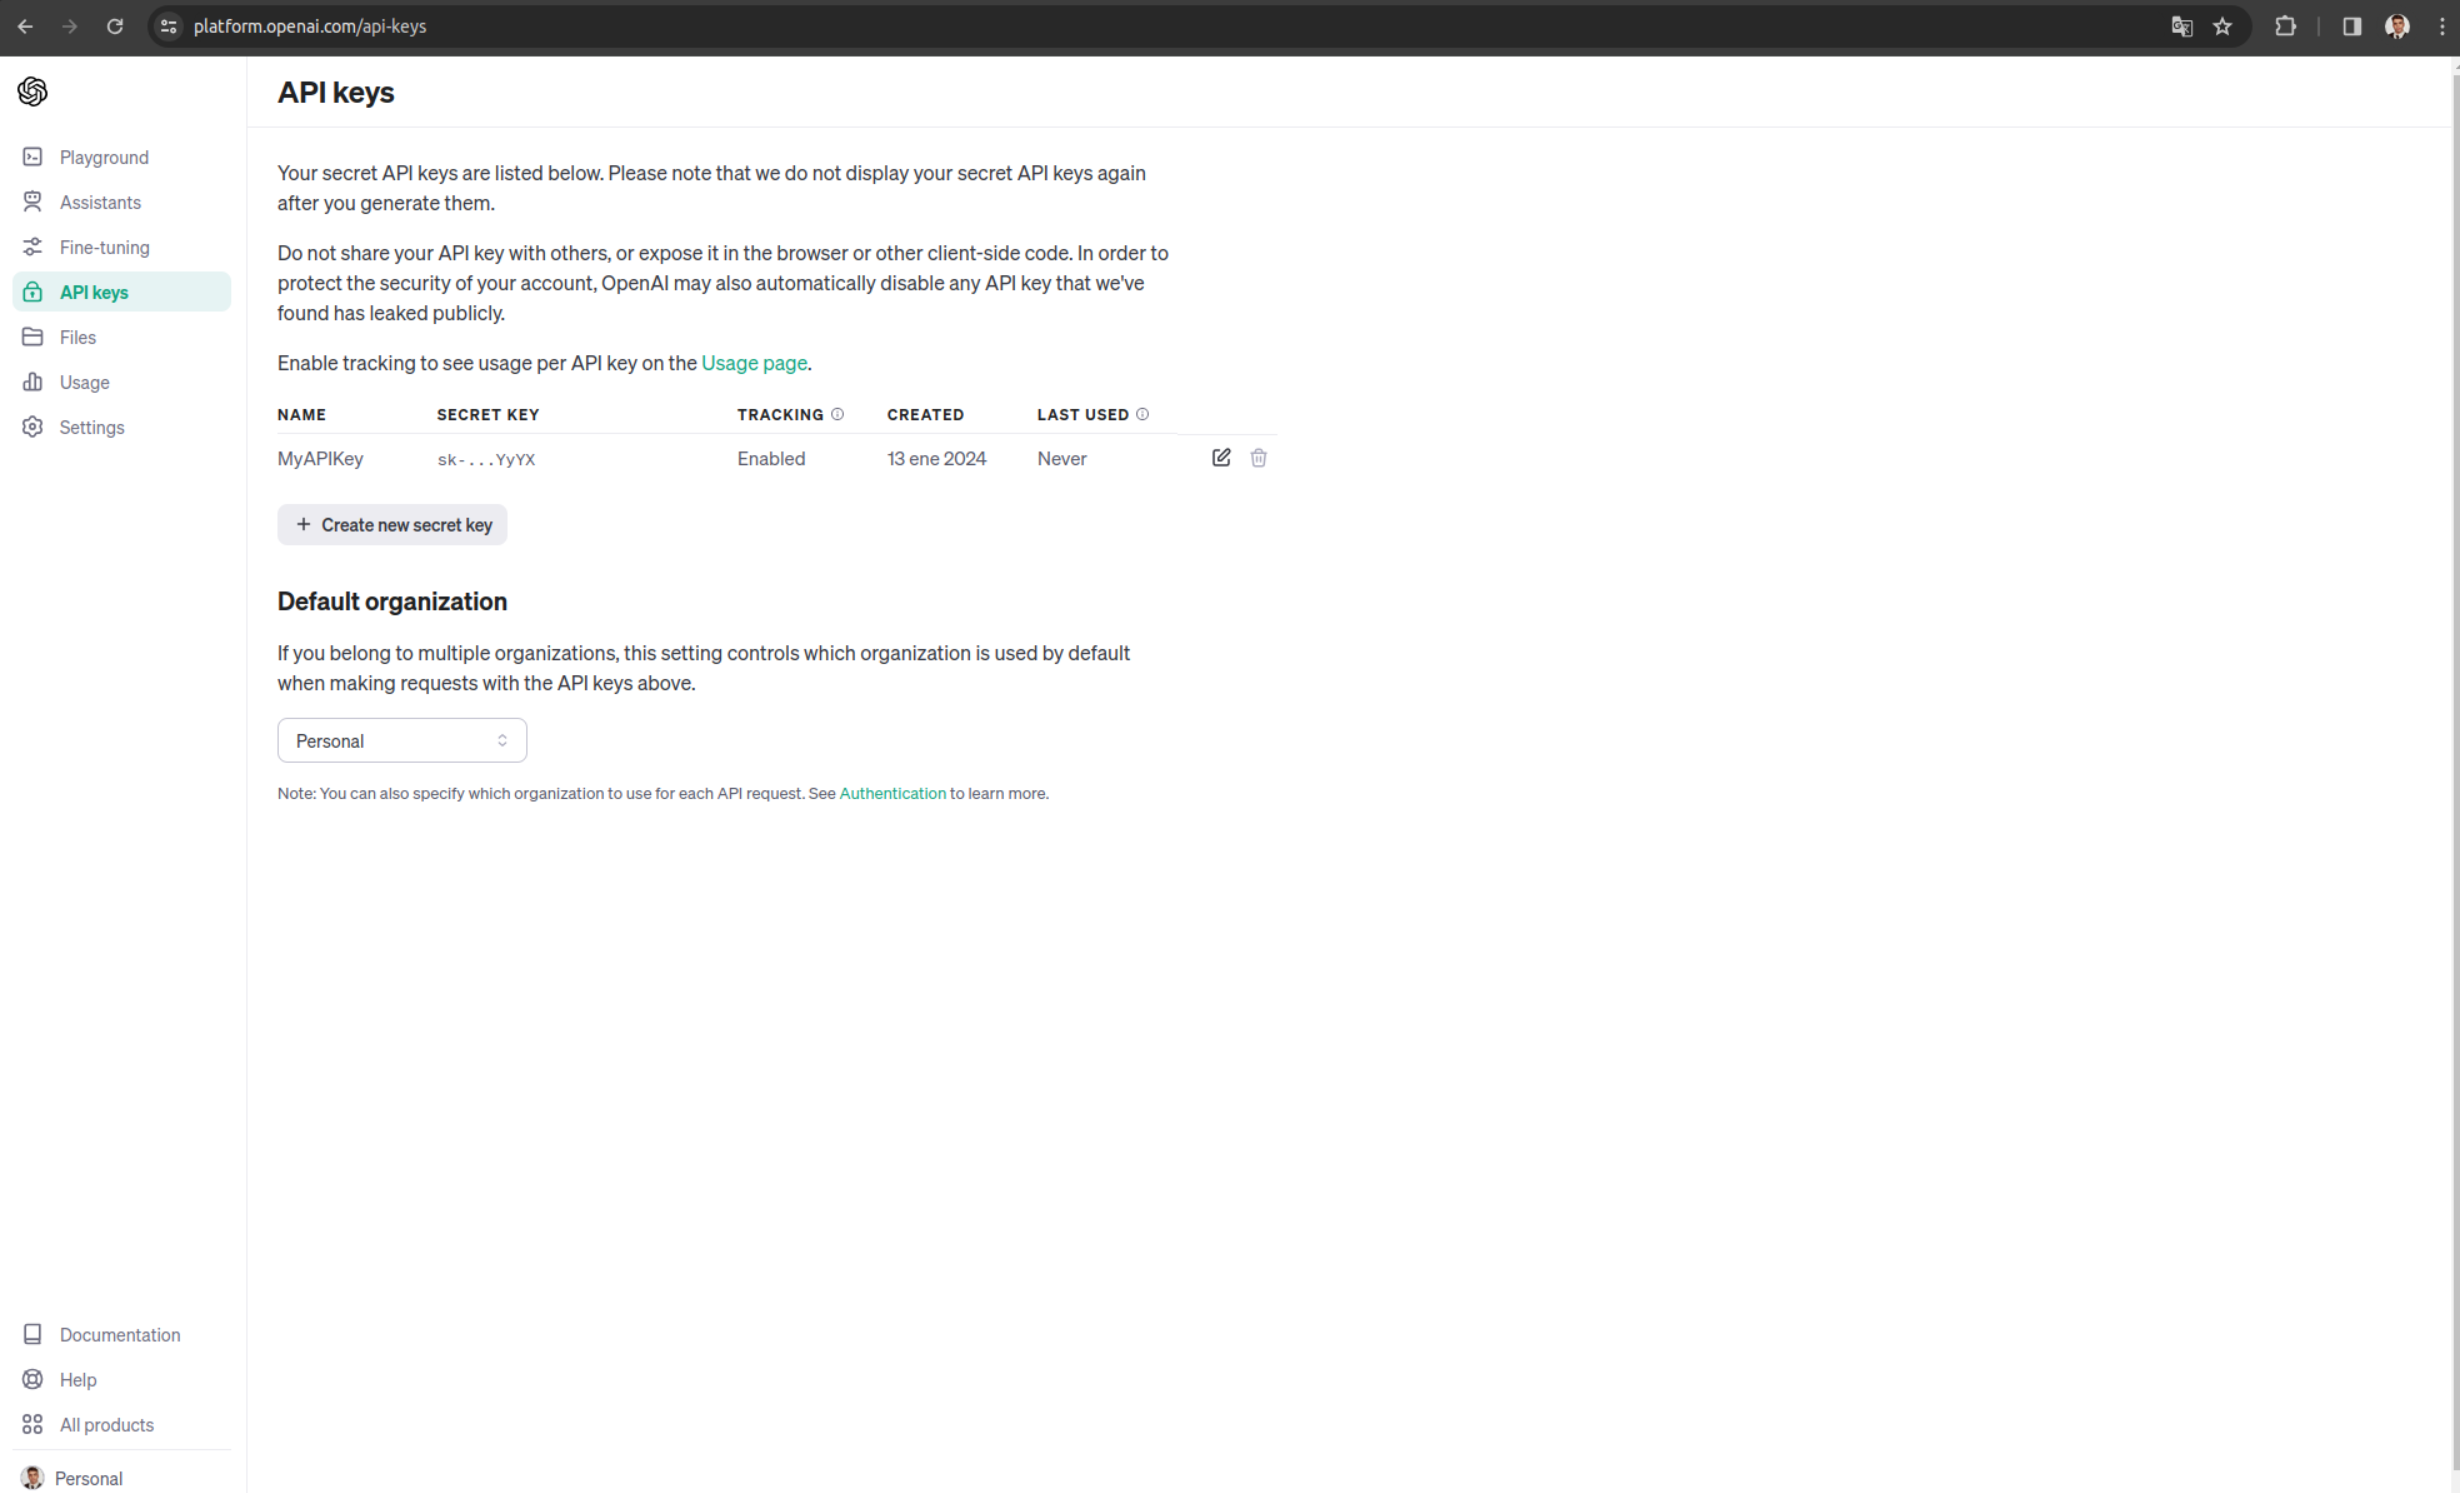 platform.openai.com/api-keys
API keys
Playground
Assistants
Fine-tuning
API keys
Files
Usage
Settings
Your secret API keys are listed below. Please note that we do not display your secret API keys again
after you generate them.
Do not share your API key with others, or expose it in the browser or other client-side code. In order to
protect the security of your account, OpenAI may also automatically disable any API key that we've
found has leaked publicly.
Enable tracking to see usage per API key on the Usage page.
NAME SECRET KEY TRACKING CREATED LAST USED
MyAPIKey sk-...YyYX Enabled 13 ene 2024 Never
+ Create new secret key
Default organization
If you belong to multiple organizations, this setting controls which organization is used by default
when making requests with the API keys above.
Personal
Note: You can also specify which organization to use for each API request. See Authentication to learn more.
Documentation
Help
All products
Personal